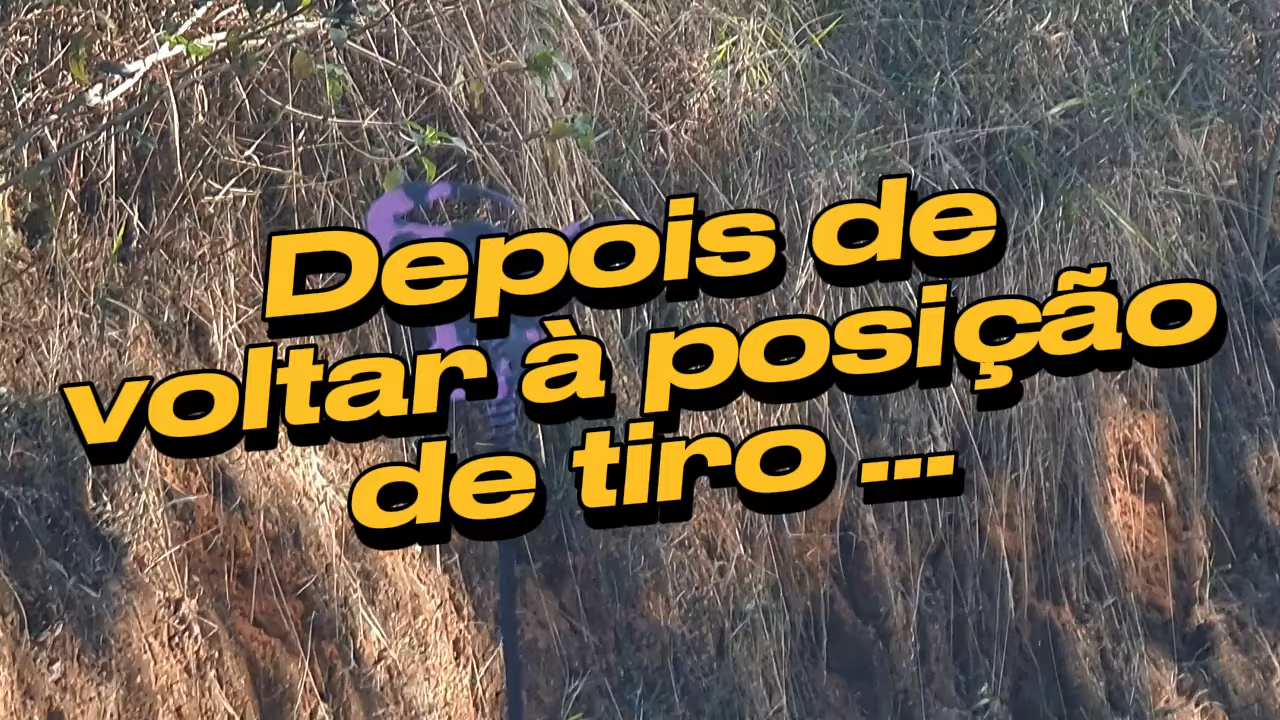 Depois de
voltar à posição
de tiro ...